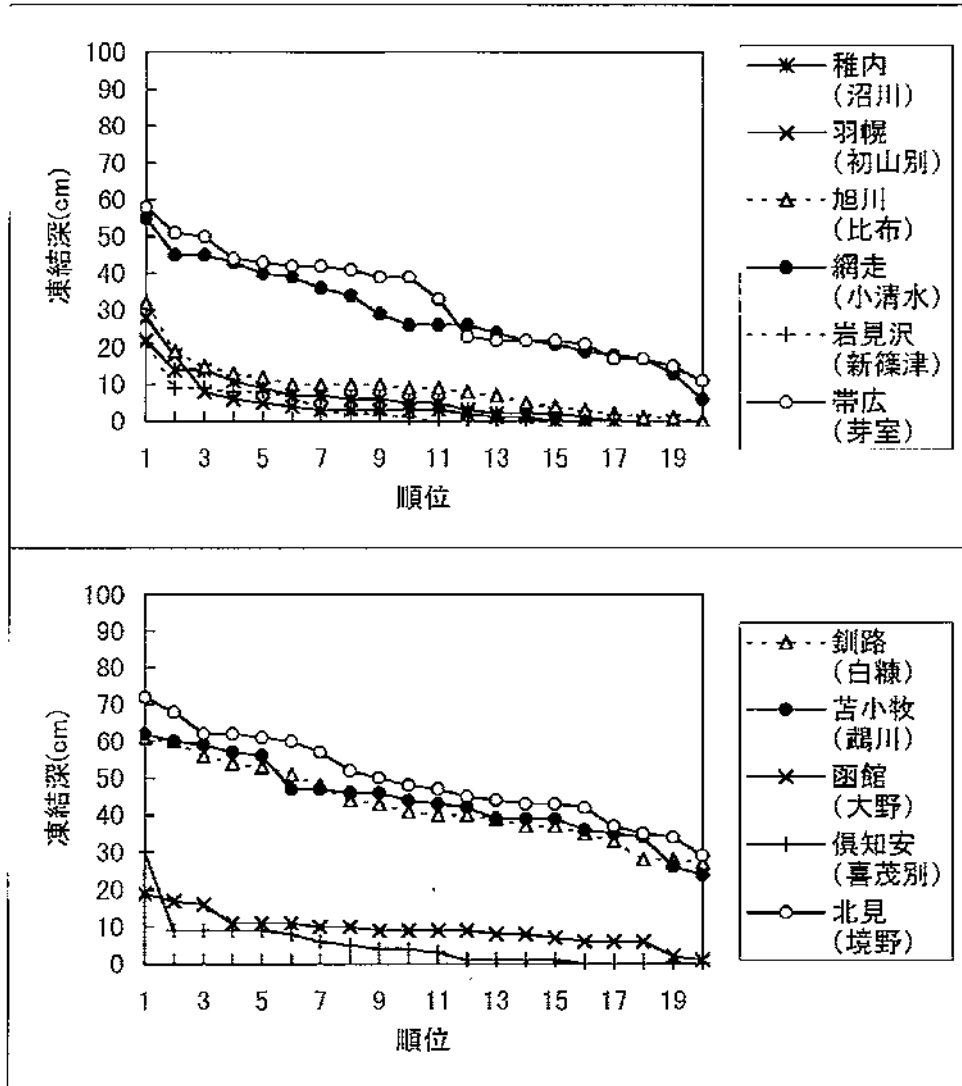 100
90
80
70
60
50
40
30
20
10
0
凍結深(cm)
1 3 5 7 9 11 13 15 17 19
順位
稚内
(沼川)
羽幌
(初山別)
旭川
(比布)
網走
(小清水)
岩見沢
(新篠津)
帯広
(芽室)
100
90
80
70
60
50
40
30
20
10
0
凍結深(cm)
1 3 5 7 9 11 13 15 17 19
順位
釧路
(白糠)
苫小牧
(鵡川)
函館
(大野)
倶知安
(喜茂別)
北見
(境野)